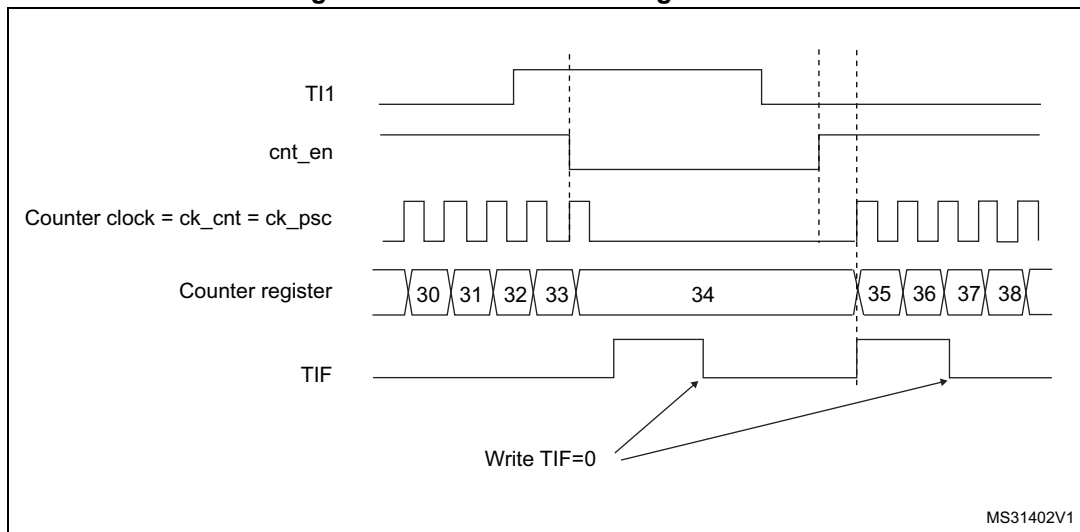 TI1
cnt_en
Counter clock = ck_cnt = ck_psc
Counter register 30 31 32 33 34 35 36 37 38
TIF
Write TIF=0
MS31402V1